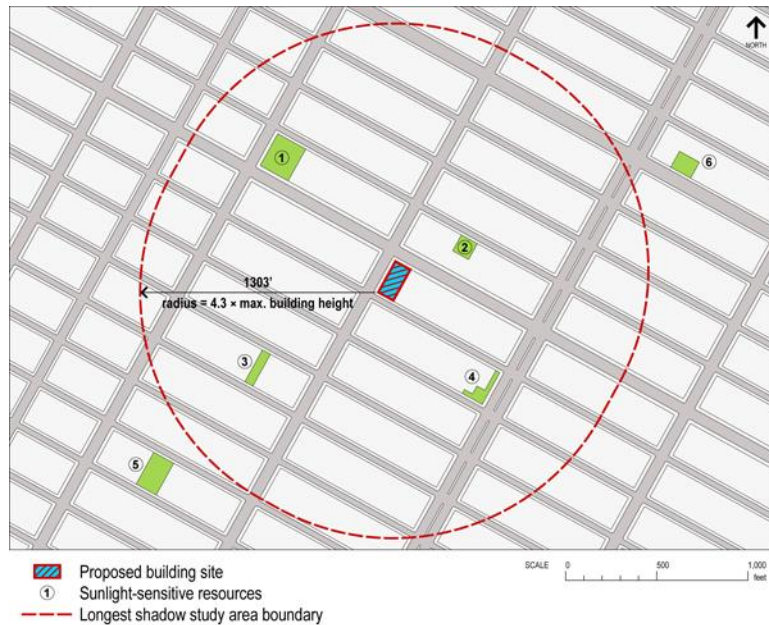 NORTH
①
⑥
②
1303'
radius = 4.3 × max. building height
③
④
⑤
Proposed building site
① Sunlight-sensitive resources
Longest shadow study area boundary
SCALE 0 500 1,000
feet